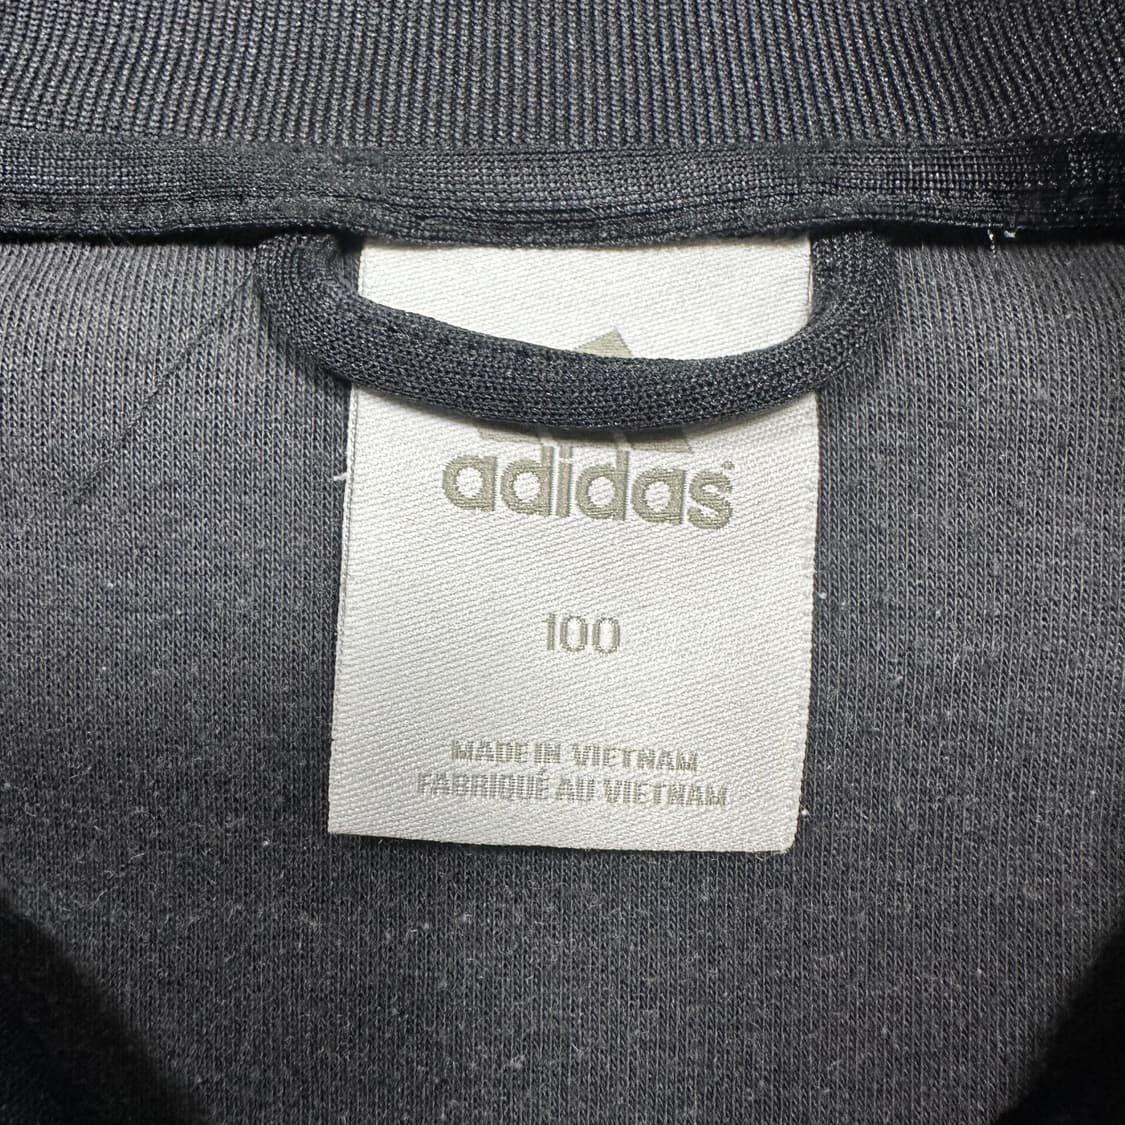 adidas
100
MADE IN VIETNAM
FABRIQUÉ AU VIETNAM